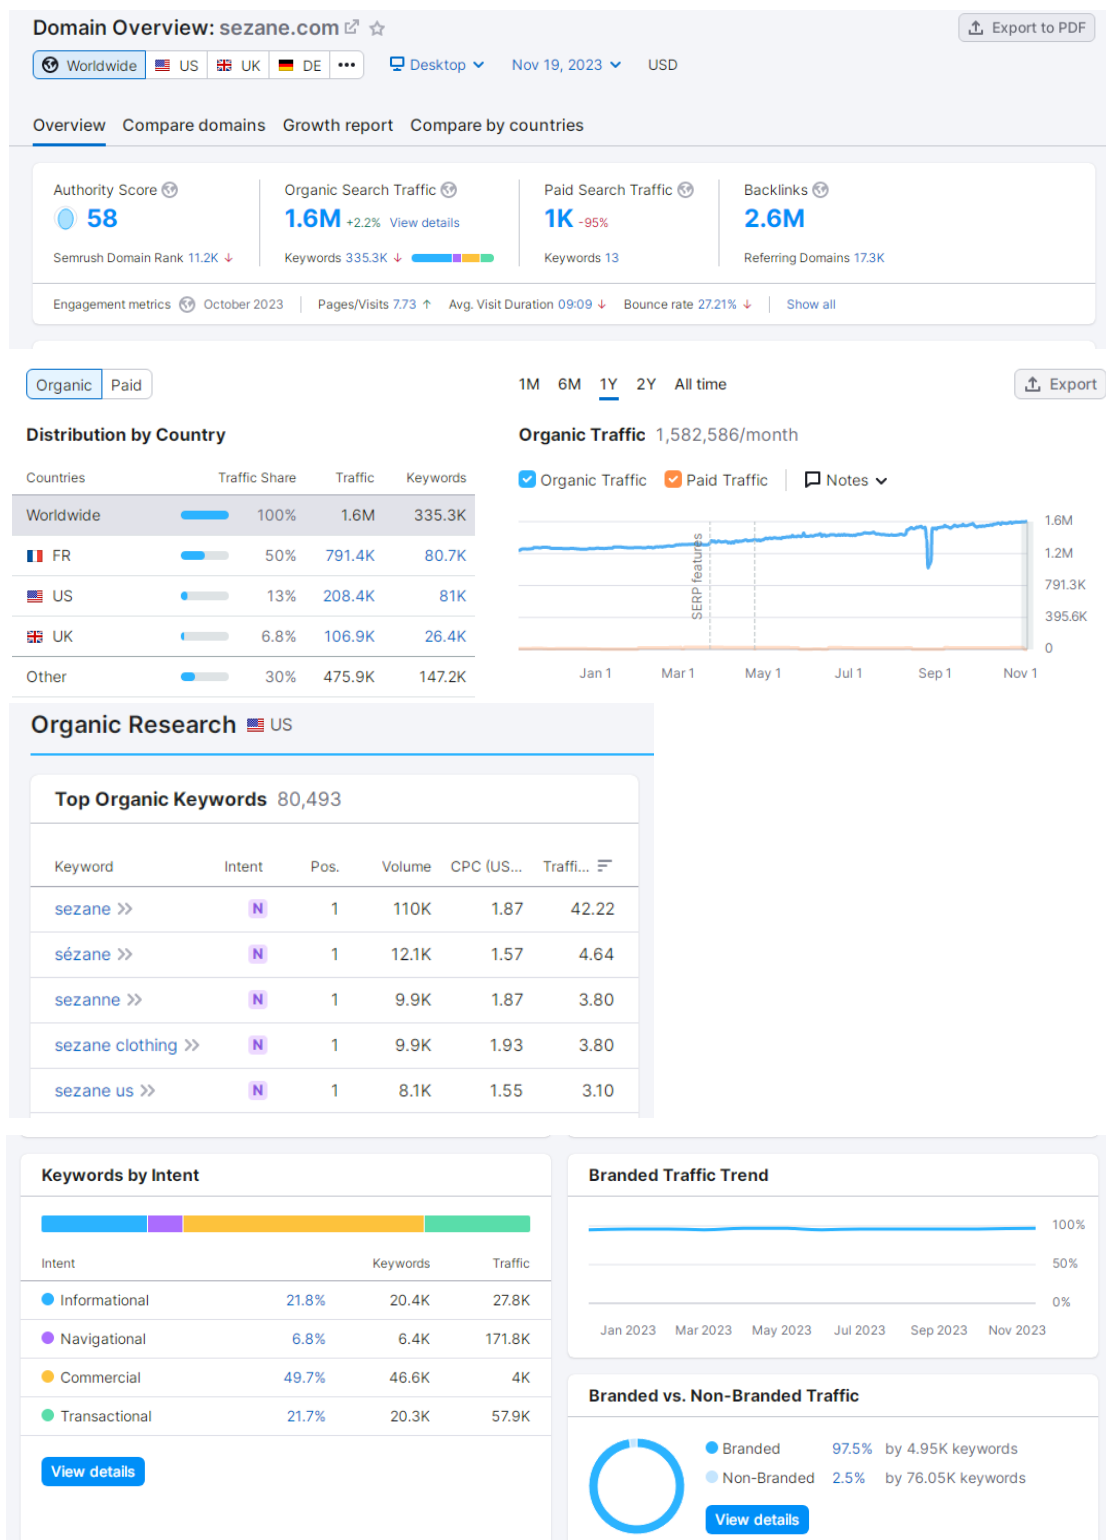 Domain Overview: sezane.com
Export to PDF
Worldwide US UK DE ••• Desktop Nov 19, 2023 USD
Overview Compare domains Growth report Compare by countries
Authority Score Organic Search Traffic Paid Search Traffic Backlinks
58 1.6M +2.2% View details 1K -95% 2.6M
Semrush Domain Rank 11.2K ↓ Keywords 335.3K ↓ Keywords 13 Referring Domains 17.3K
Engagement metrics October 2023 Pages/Visits 7.73 ↑ Avg. Visit Duration 09:09 ↓ Bounce rate 27.21% ↓ Show all
Organic Paid
Distribution by Country
Countries Traffic Share Traffic Keywords
Worldwide 100% 1.6M 335.3K
FR 50% 791.4K 80.7K
US 13% 208.4K 81K
UK 6.8% 106.9K 26.4K
Other 30% 475.9K 147.2K
1M 6M 1Y 2Y All time Export
Organic Traffic 1,582,586/month
Organic Traffic Paid Traffic Notes
SERP features
1.6M
1.2M
791.3K
395.6K
0
Jan 1 Mar 1 May 1 Jul 1 Sep 1 Nov 1
Organic Research US
Top Organic Keywords 80,493
Keyword Intent Pos. Volume CPC (US... Traffi...
sezane N 1 110K 1.87 42.22
sézane N 1 12.1K 1.57 4.64
sezanne N 1 9.9K 1.87 3.80
sezane clothing N 1 9.9K 1.93 3.80
sezane us N 1 8.1K 1.55 3.10
Keywords by Intent
Intent Keywords Traffic
Informational 21.8% 20.4K 27.8K
Navigational 6.8% 6.4K 171.8K
Commercial 49.7% 46.6K 4K
Transactional 21.7% 20.3K 57.9K
View details
Branded Traffic Trend
100%
50%
0%
Jan 2023 Mar 2023 May 2023 Jul 2023 Sep 2023 Nov 2023
Branded vs. Non-Branded Traffic
Branded 97.5% by 4.95K keywords
Non-Branded 2.5% by 76.05K keywords
View details